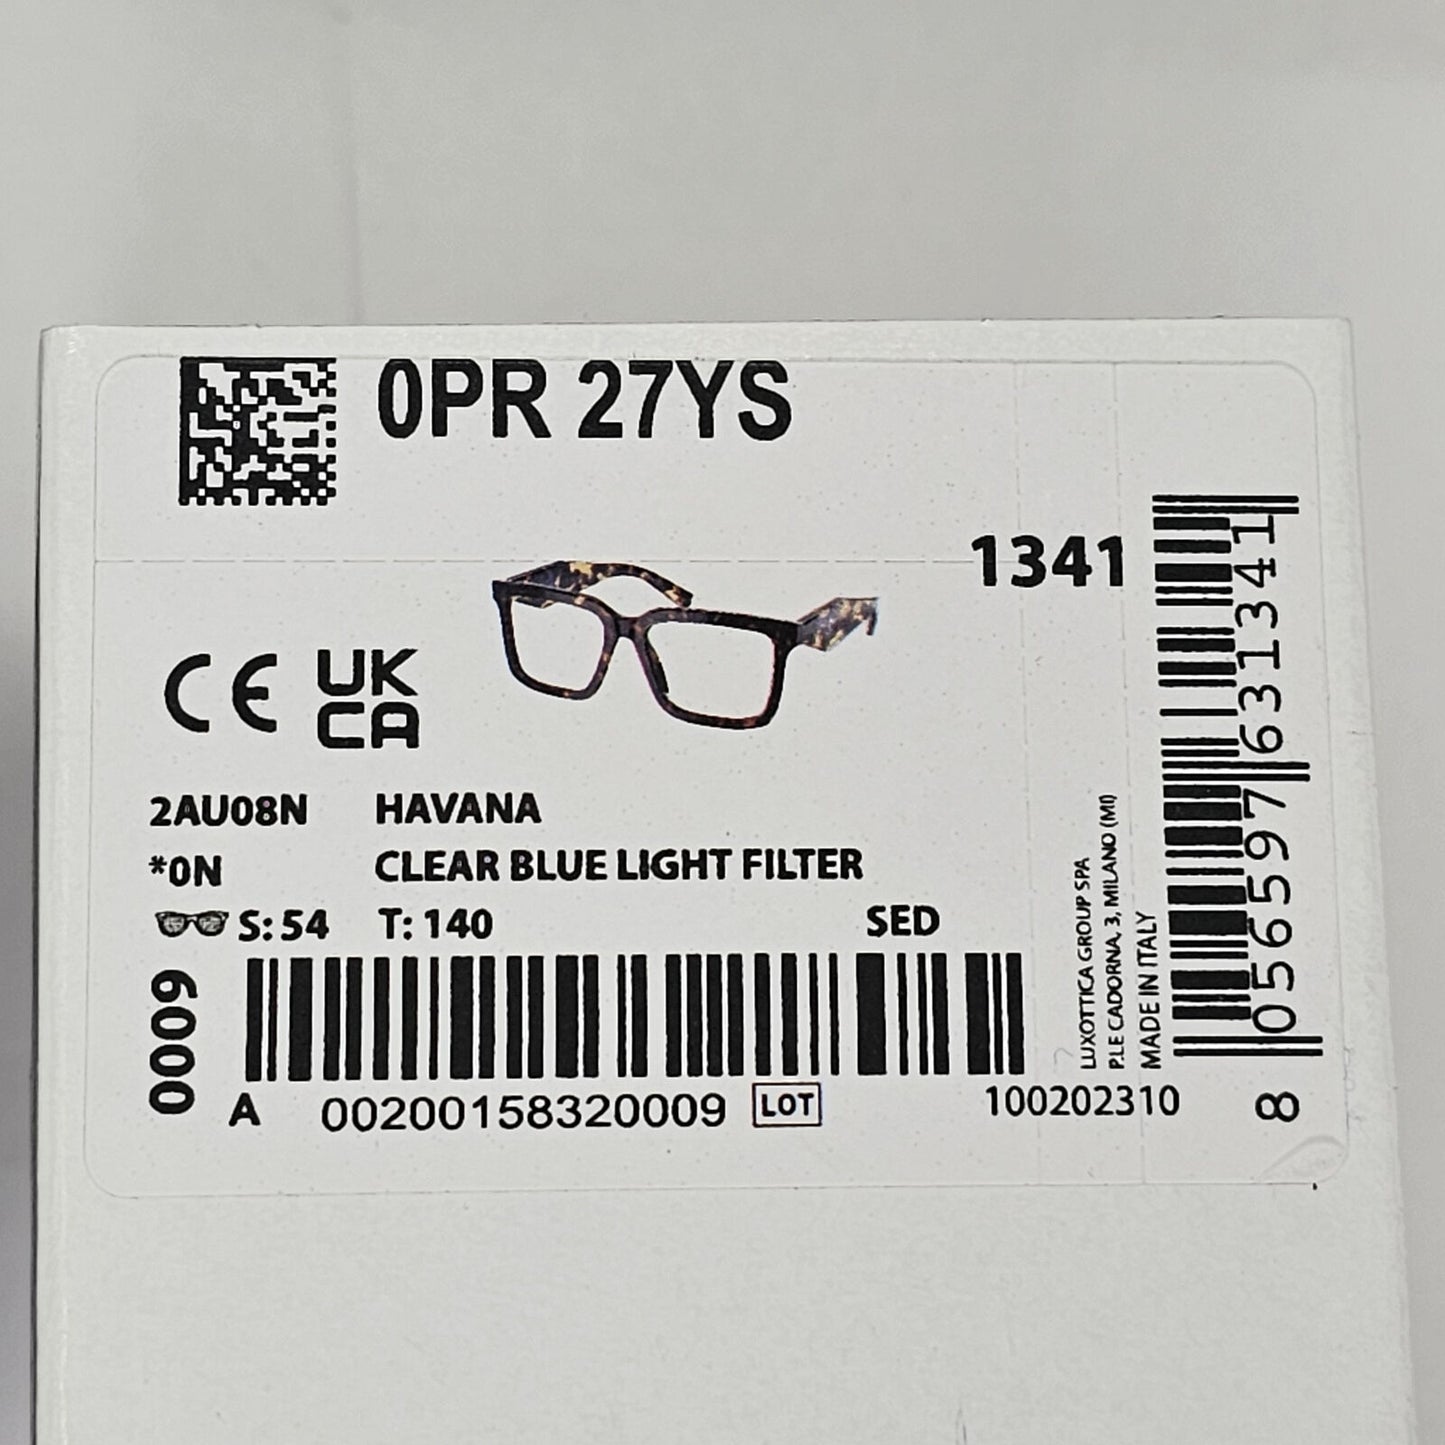 0PR 27YS
1341
CE
UK
CA
2AU08N HAVANA
*0N CLEAR BLUE LIGHT FILTER
S: 54 T: 140 SED
0009
A 00200158320009 LOT 100202310
LUXOTTICA GROUP SPA
P.LE CADORNA, 3, MILANO (MI)
MADE IN ITALY
8 056597 631341